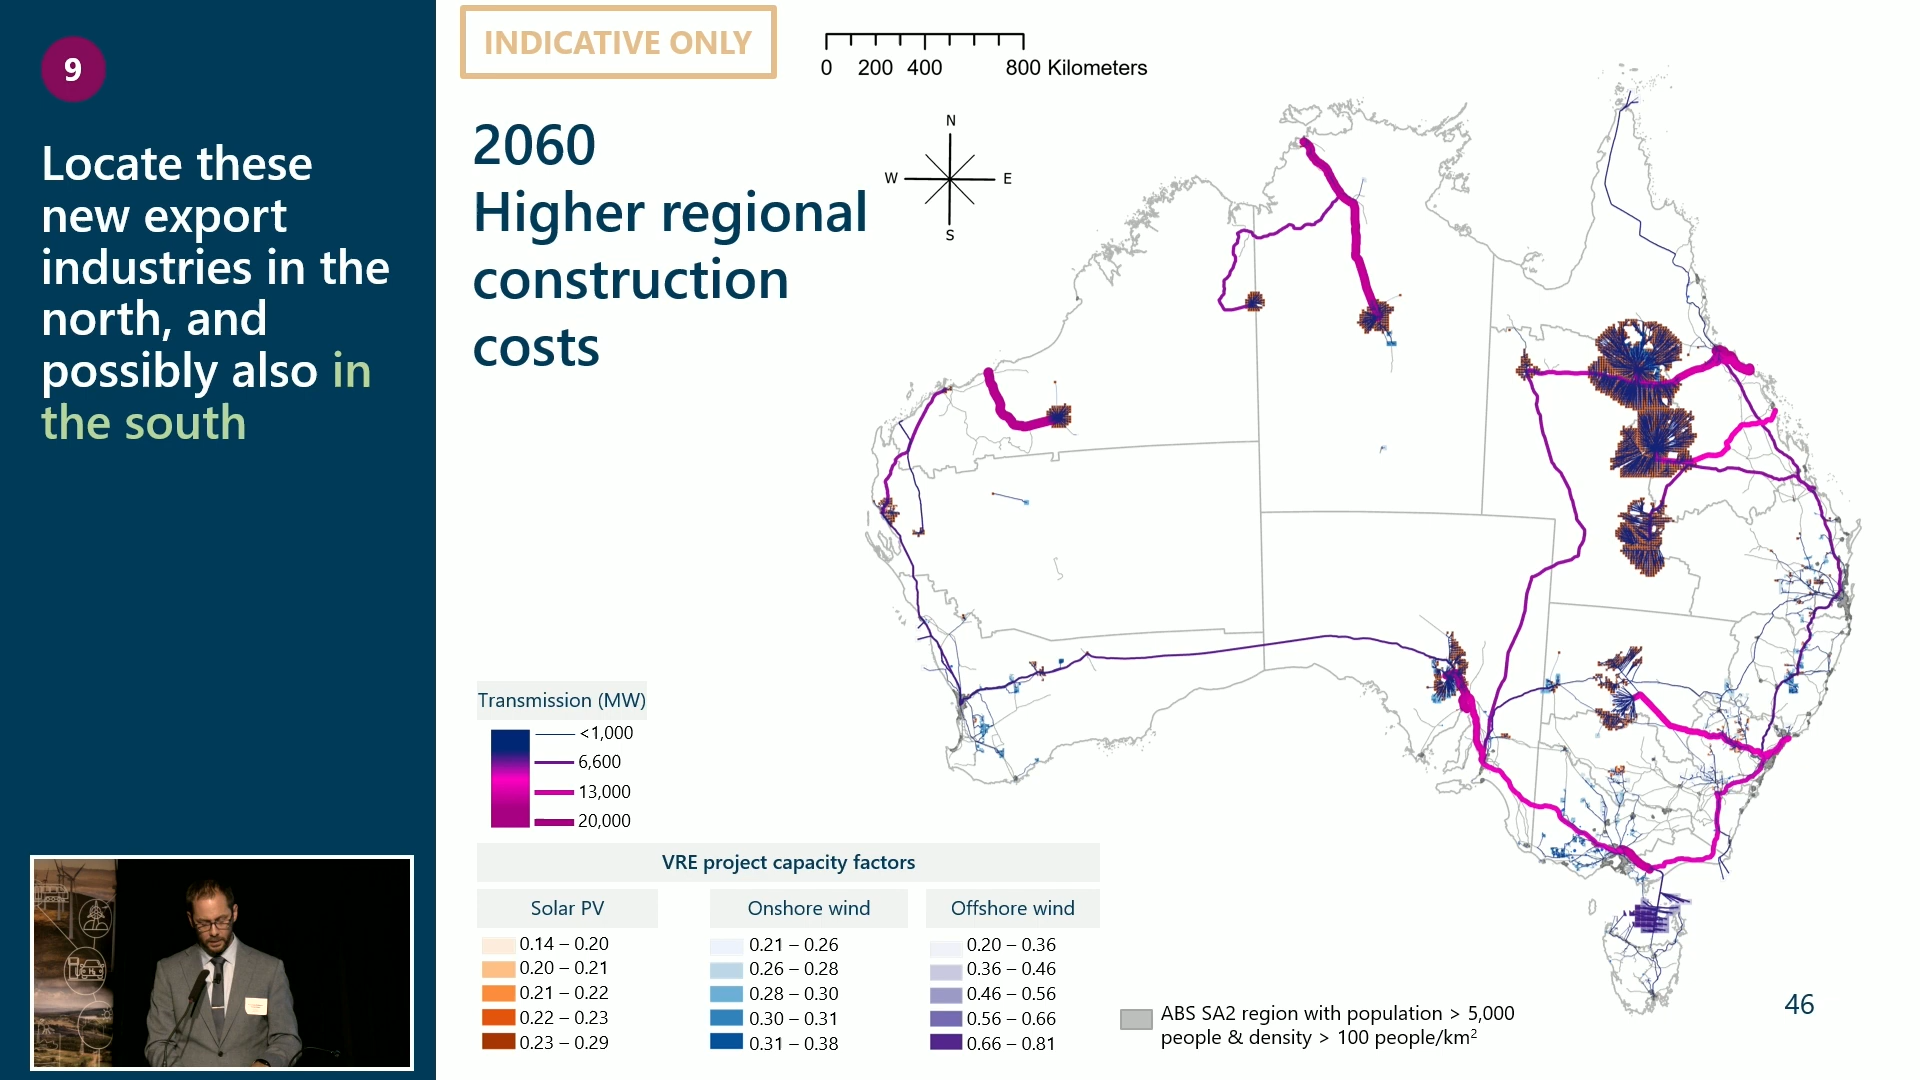 9
Locate these
new export
industries in the
north, and
possibly also in
the south
INDICATIVE ONLY
0 200 400 800 Kilometers
2060
Higher regional
construction
costs
N
W E
S
Transmission (MW)
<1,000
6,600
13,000
20,000
VRE project capacity factors
Solar PV
0.14 – 0.20
0.20 – 0.21
0.21 – 0.22
0.22 – 0.23
0.23 – 0.29
Onshore wind
0.21 – 0.26
0.26 – 0.28
0.28 – 0.30
0.30 – 0.31
0.31 – 0.38
Offshore wind
0.20 – 0.36
0.36 – 0.46
0.46 – 0.56
0.56 – 0.66
0.66 – 0.81
ABS SA2 region with population > 5,000
people & density > 100 people/km²
46